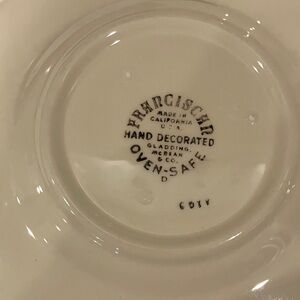 FRANCISCAN
MADE IN
CALIFORNIA
U.S.A.
HAND DECORATED
GLADDING,
McBEAN
& CO.
OVEN-SAFE
D